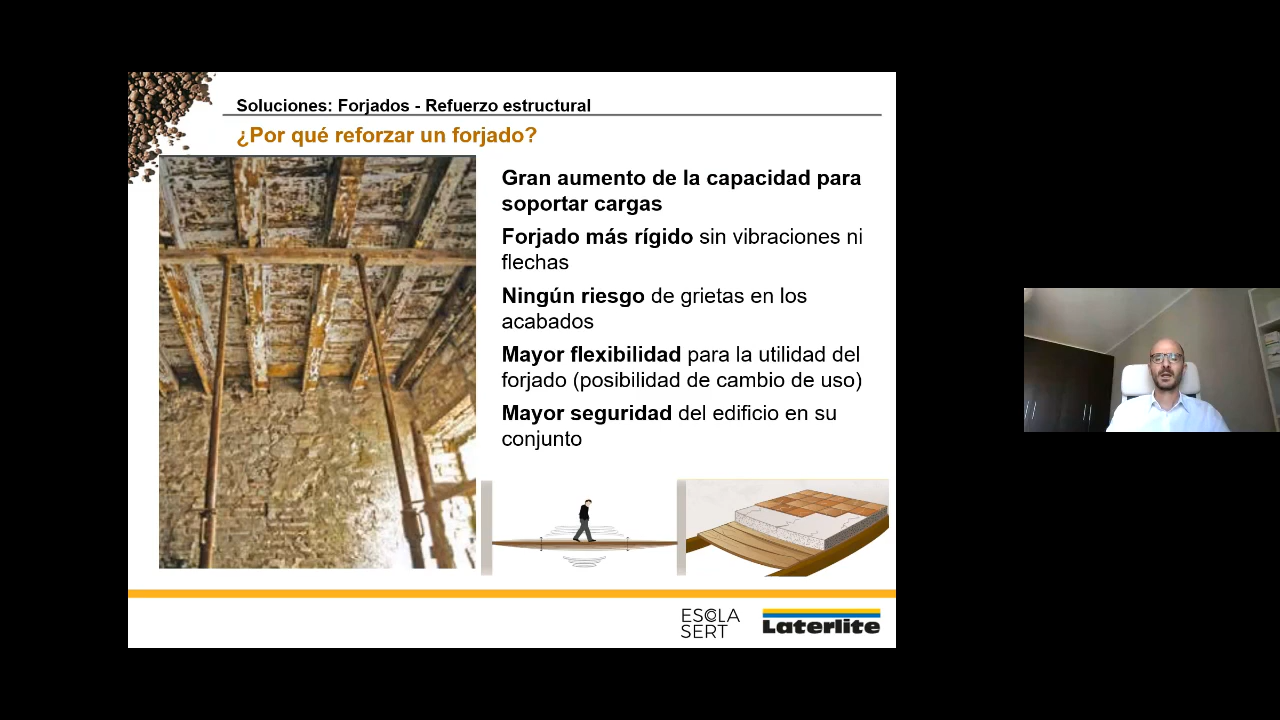 Soluciones: Forjados - Refuerzo estructural
¿Por qué reforzar un forjado?
Gran aumento de la capacidad para
soportar cargas
Forjado más rígido sin vibraciones ni
flechas
Ningún riesgo de grietas en los
acabados
Mayor flexibilidad para la utilidad del
forjado (posibilidad de cambio de uso)
Mayor seguridad del edificio en su
conjunto
ESCOLA
SERT
Laterlite